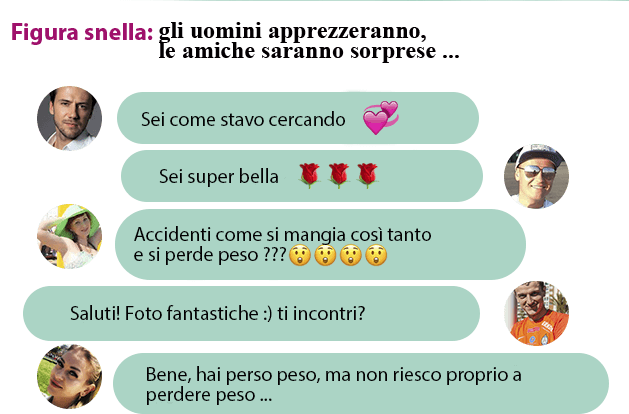 Figura snella: gli uomini apprezzeranno,
le amiche saranno sorprese ...
Sei come stavo cercando 💞
Sei super bella 🌹🌹🌹
Accidenti come si mangia così tanto
e si perde peso ???😲😲😲😲
Saluti! Foto fantastiche :) ti incontri?
Bene, hai perso peso, ma non riesco proprio a
perdere peso ...